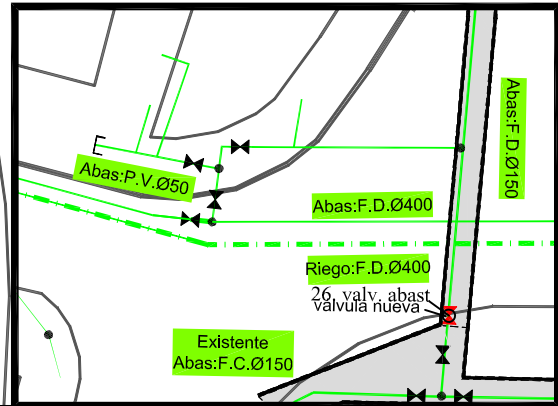 Abas:F.D.Ø150
Abas:P.V.Ø50
Abas:F.D.Ø400
Riego:F.D.Ø400
26. valv. abast
valvula nueva
Existente
Abas:F.C.Ø150